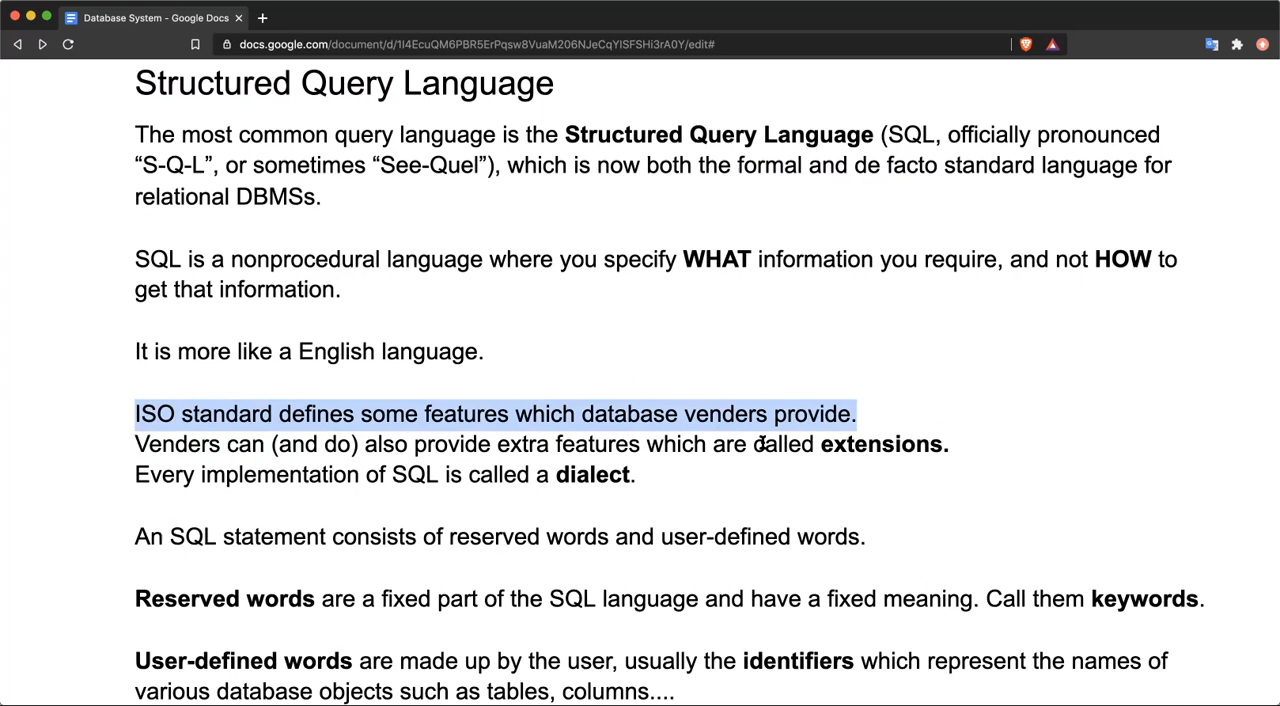 Database System - Google Docs
docs.google.com/document/d/1I4EcuQM6PBR5ErPqsw8VuaM206NJeCqYlSFSHi3rA0Y/edit#
Structured Query Language
The most common query language is the Structured Query Language (SQL, officially pronounced
“S-Q-L”, or sometimes “See-Quel”), which is now both the formal and de facto standard language for
relational DBMSs.
SQL is a nonprocedural language where you specify WHAT information you require, and not HOW to
get that information.
It is more like a English language.
ISO standard defines some features which database venders provide.
Venders can (and do) also provide extra features which are called extensions.
Every implementation of SQL is called a dialect.
An SQL statement consists of reserved words and user-defined words.
Reserved words are a fixed part of the SQL language and have a fixed meaning. Call them keywords.
User-defined words are made up by the user, usually the identifiers which represent the names of
various database objects such as tables, columns....